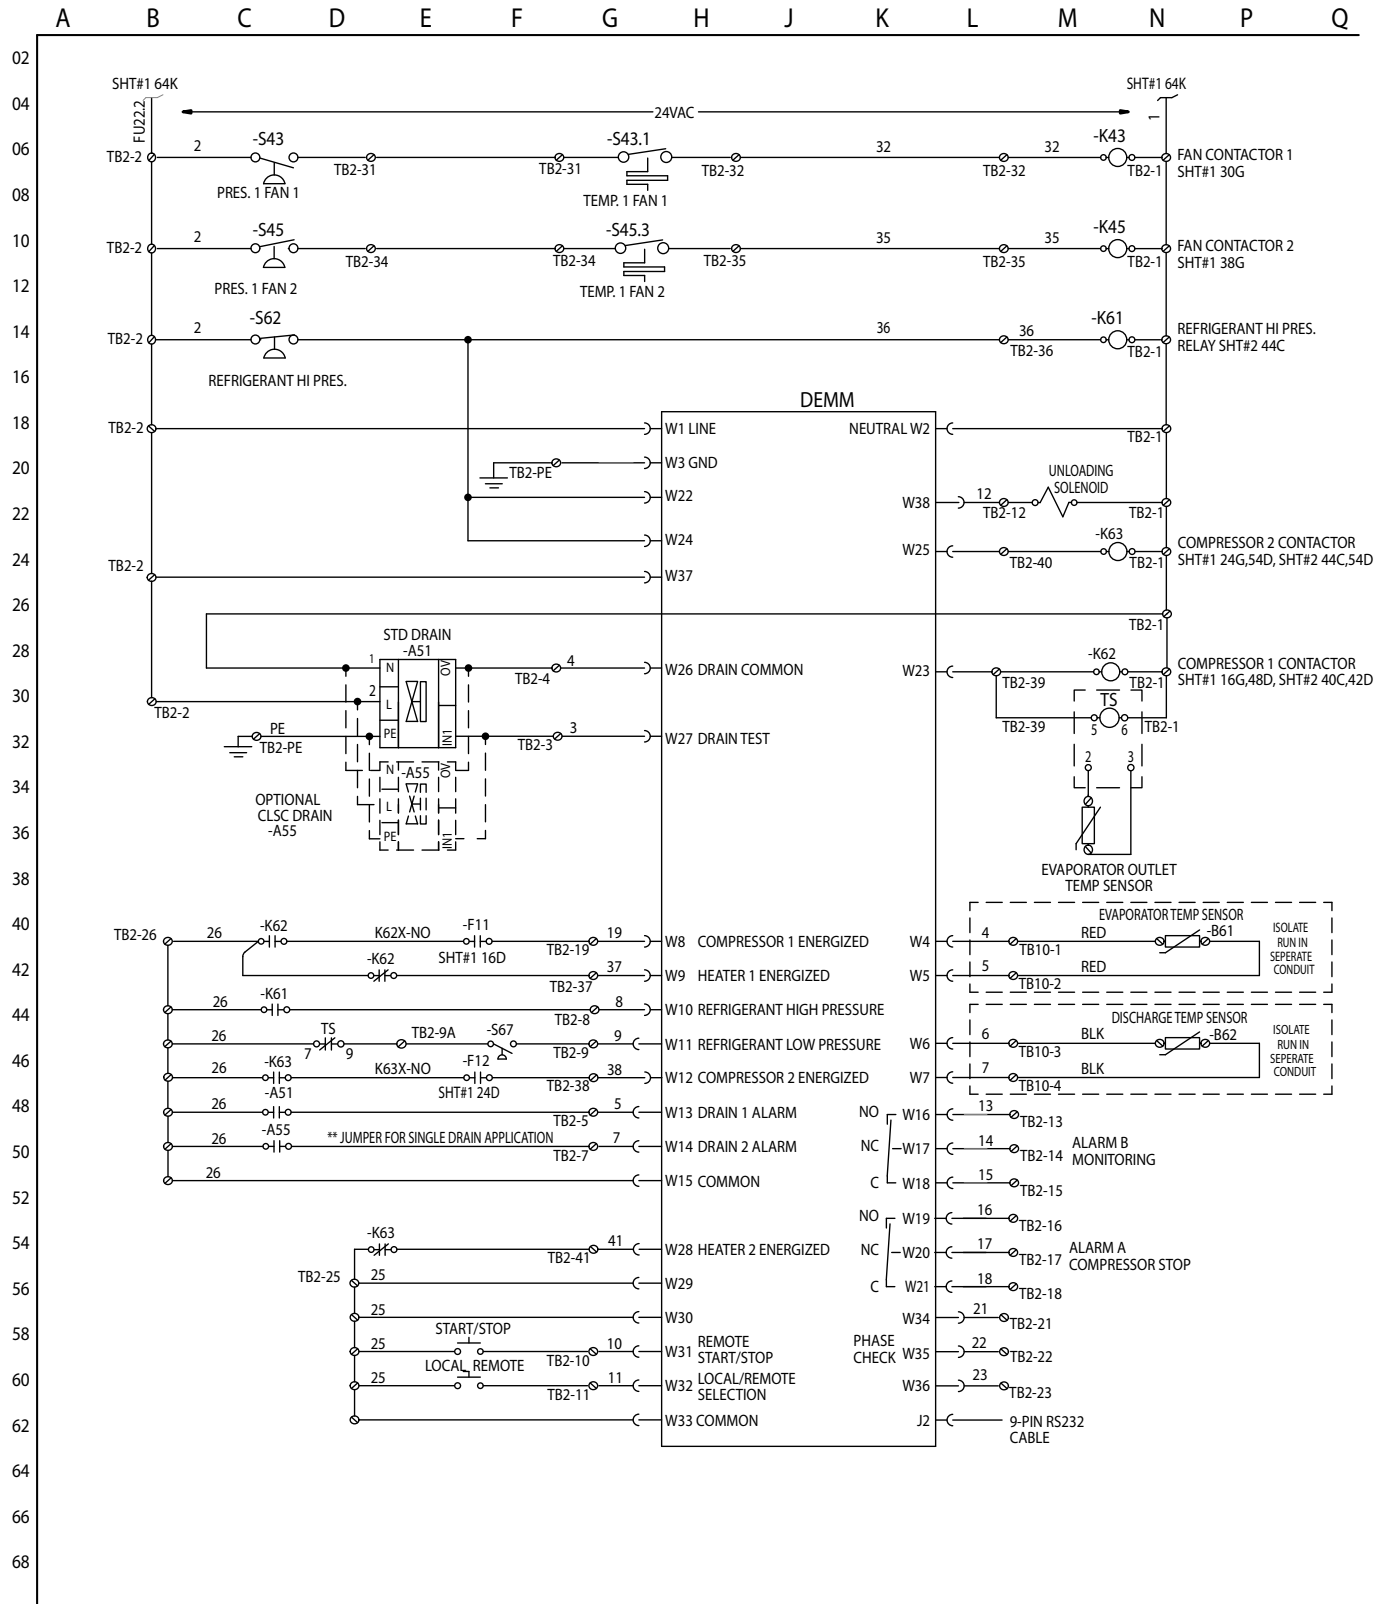 A B C D E F G H J K L M N P Q
02
SHT#1 64K SHT#1 64K
04 FU22.2 24VAC 1
-S43 -S43.1 -K43
06 TB2-2 2 TB2-31 TB2-31 TB2-32 32 TB2-32 32 TB2-1 FAN CONTACTOR 1
SHT#1 30G
08 PRES. 1 FAN 1 TEMP. 1 FAN 1
-S45 -S45.3 -K45
10 TB2-2 2 TB2-34 TB2-34 TB2-35 35 TB2-35 35 TB2-1 FAN CONTACTOR 2
SHT#1 38G
12 PRES. 1 FAN 2 TEMP. 1 FAN 2
-S62 -K61
14 TB2-2 2 36 36 TB2-36 TB2-1 REFRIGERANT HI PRES.
RELAY SHT#2 44C
16 REFRIGERANT HI PRES.
DEMM
18 TB2-2 W1 LINE NEUTRAL W2 TB2-1
20 TB2-PE W3 GND UNLOADING
SOLENOID
W22 W38 12 TB2-12 TB2-1
22
-K63
W24 W25 TB2-40 TB2-1 COMPRESSOR 2 CONTACTOR
24 SHT#1 24G,54D, SHT#2 44C,54D
TB2-2 W37
26 TB2-1
STD DRAIN
28 -A51 -K62
1 N OV TB2-4 4 W26 DRAIN COMMON W23 TB2-39 TB2-1 COMPRESSOR 1 CONTACTOR
SHT#1 16G,48D, SHT#2 40C,42D
30 TB2-2 2 L TS
TB2-39 5 6 TB2-1
32 PE TB2-PE PE IN1 TB2-3 3 W27 DRAIN TEST
N -A55 OV 2 3
34 OPTIONAL
CLSC DRAIN
-A55
L
36 PE IN1
38 EVAPORATOR OUTLET
TEMP SENSOR
40 TB2-26 26 -K62 K62X-NO -F11 SHT#1 16D TB2-19 19 W8 COMPRESSOR 1 ENERGIZED W4 4 TB10-1 RED EVAPORATOR TEMP SENSOR -B61 ISOLATE
RUN IN
SEPERATE
CONDUIT
42 -K62 TB2-37 37 W9 HEATER 1 ENERGIZED W5 5 TB10-2 RED
44 26 -K61 TB2-8 8 W10 REFRIGERANT HIGH PRESSURE
26 7 TS 9 TB2-9A -S67 TB2-9 9 W11 REFRIGERANT LOW PRESSURE W6 6 TB10-3 BLK DISCHARGE TEMP SENSOR -B62 ISOLATE
RUN IN
SEPERATE
CONDUIT
46 26 -K63 K63X-NO -F12 SHT#1 24D TB2-38 38 W12 COMPRESSOR 2 ENERGIZED W7 7 TB10-4 BLK
48 26 -A51 TB2-5 5 W13 DRAIN 1 ALARM NO W16 13 TB2-13
50 26 -A55 ** JUMPER FOR SINGLE DRAIN APPLICATION TB2-7 7 W14 DRAIN 2 ALARM NC W17 14 TB2-14 ALARM B
MONITORING
26 W15 COMMON C W18 15 TB2-15
52 NO W19 16 TB2-16
54 -K63 TB2-41 41 W28 HEATER 2 ENERGIZED NC W20 17 TB2-17 ALARM A
COMPRESSOR STOP
56 TB2-25 25 W29 C W21 18 TB2-18
25 W30 W34 21 TB2-21
58 25 START/STOP TB2-10 10 W31 REMOTE
START/STOP PHASE
CHECK W35 22 TB2-22
60 25 LOCAL REMOTE TB2-11 11 W32 LOCAL/REMOTE
SELECTION W36 23 TB2-23
62 W33 COMMON J2 9-PIN RS232
CABLE
64
66
68